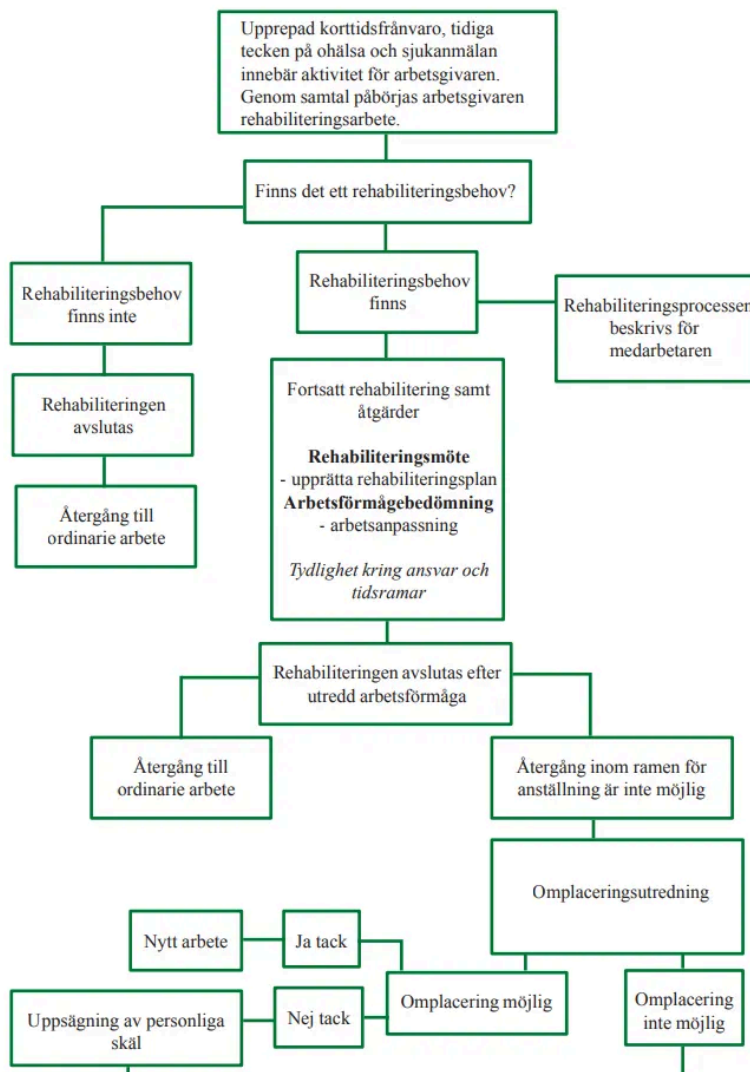 Upprepad korttidsfrånvaro, tidiga
tecken på ohälsa och sjukanmälan
innebär aktivitet för arbetsgivaren.
Genom samtal påbörjas arbetsgivaren
rehabiliteringsarbete.
Finns det ett rehabiliteringsbehov?
Rehabiliteringsbehov
finns inte
Rehabiliteringsbehov
finns
Rehabiliteringsprocessen
beskrivs för
medarbetaren
Rehabiliteringen
avslutas
Återgång till
ordinarie arbete
Fortsatt rehabilitering samt
åtgärder
Rehabiliteringsmöte
- upprätta rehabiliteringsplan
Arbetsförmågebedömning
- arbetsanpassning
Tydlighet kring ansvar och
tidsramar
Rehabiliteringen avslutas efter
utredd arbetsförmåga
Återgång till
ordinarie arbete
Återgång inom ramen för
anställning är inte möjlig
Omplaceringsutredning
Nytt arbete
Ja tack
Omplacering möjlig
Omplacering
inte möjlig
Uppsägning av personliga
skäl
Nej tack